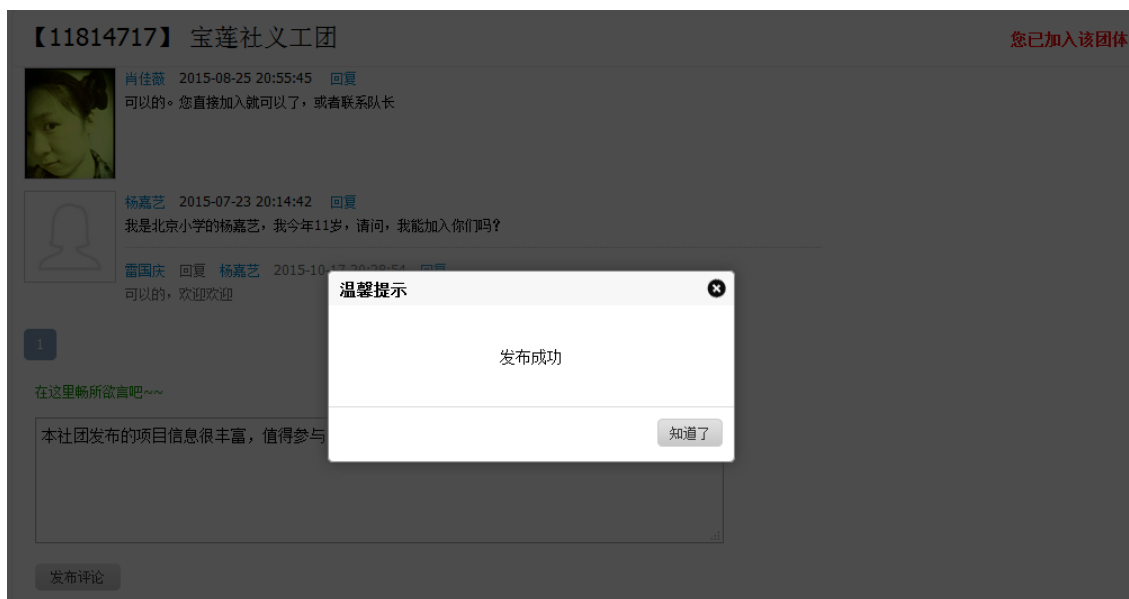 【11814717】 宝莲社义工团
您已加入该团体
肖佳薇 2015-08-25 20:55:45 回复
可以的。您直接加入就可以了，或者联系队长
杨嘉艺 2015-07-23 20:14:42 回复
我是北京小学的杨嘉艺，我今年11岁，请问，我能加入你们吗?
雷国庆 回复 杨嘉艺 2015-10-17 20:28:54 回复
可以的，欢迎欢迎
温馨提示
发布成功
知道了
1
在这里畅所欲言吧~~
本社团发布的项目信息很丰富，值得参与
发布评论